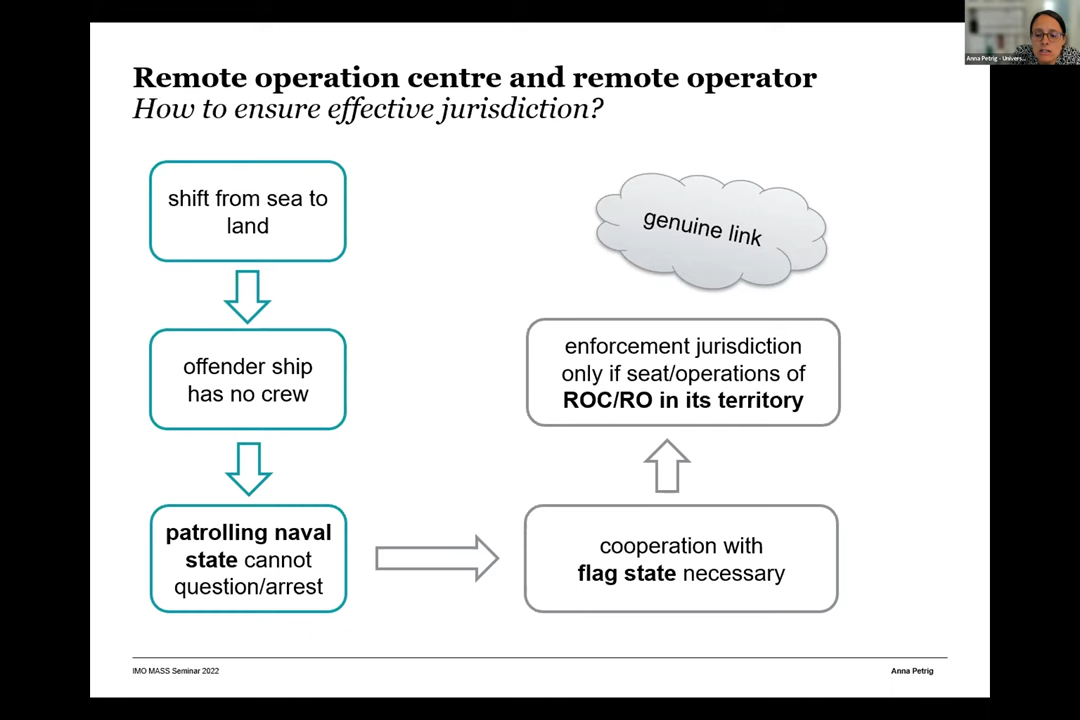 Remote operation centre and remote operator
How to ensure effective jurisdiction?
shift from sea to
land
offender ship
has no crew
patrolling naval
state cannot
question/arrest
cooperation with
flag state necessary
enforcement jurisdiction
only if seat/operations of
ROC/RO in its territory
genuine link
IMO MASS Seminar 2022
Anna Petrig
Anna Petrig - Univers...